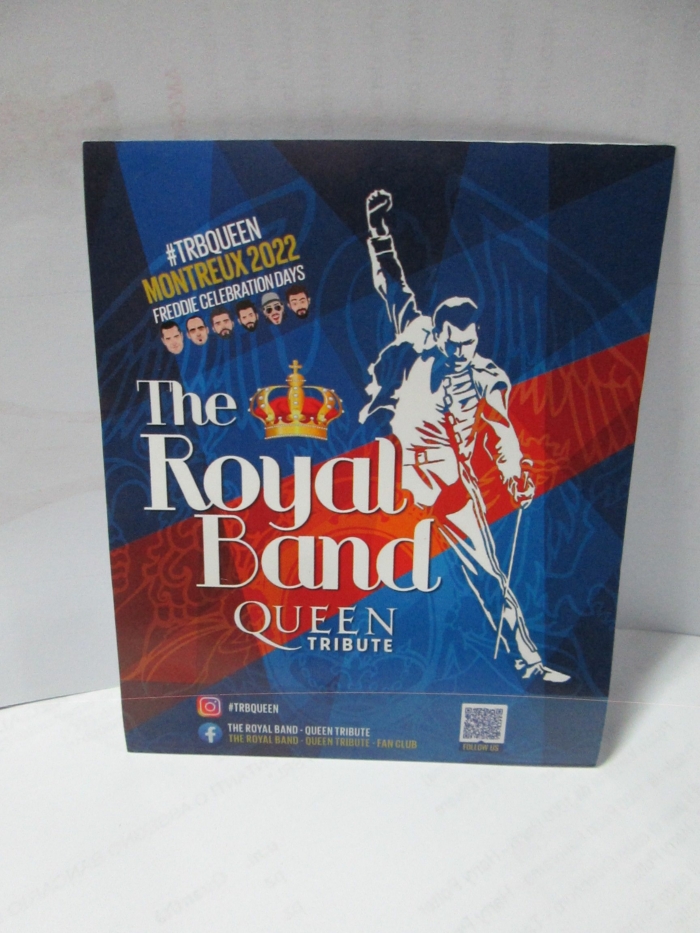 #TRBQUEEN
MONTREUX 2022
FREDDIE CELEBRATION DAYS
The
Royal
Band
QUEEN
TRIBUTE
#TRBQUEEN
THE ROYAL BAND - QUEEN TRIBUTE
THE ROYAL BAND - QUEEN TRIBUTE - FAN CLUB
FOLLOW US